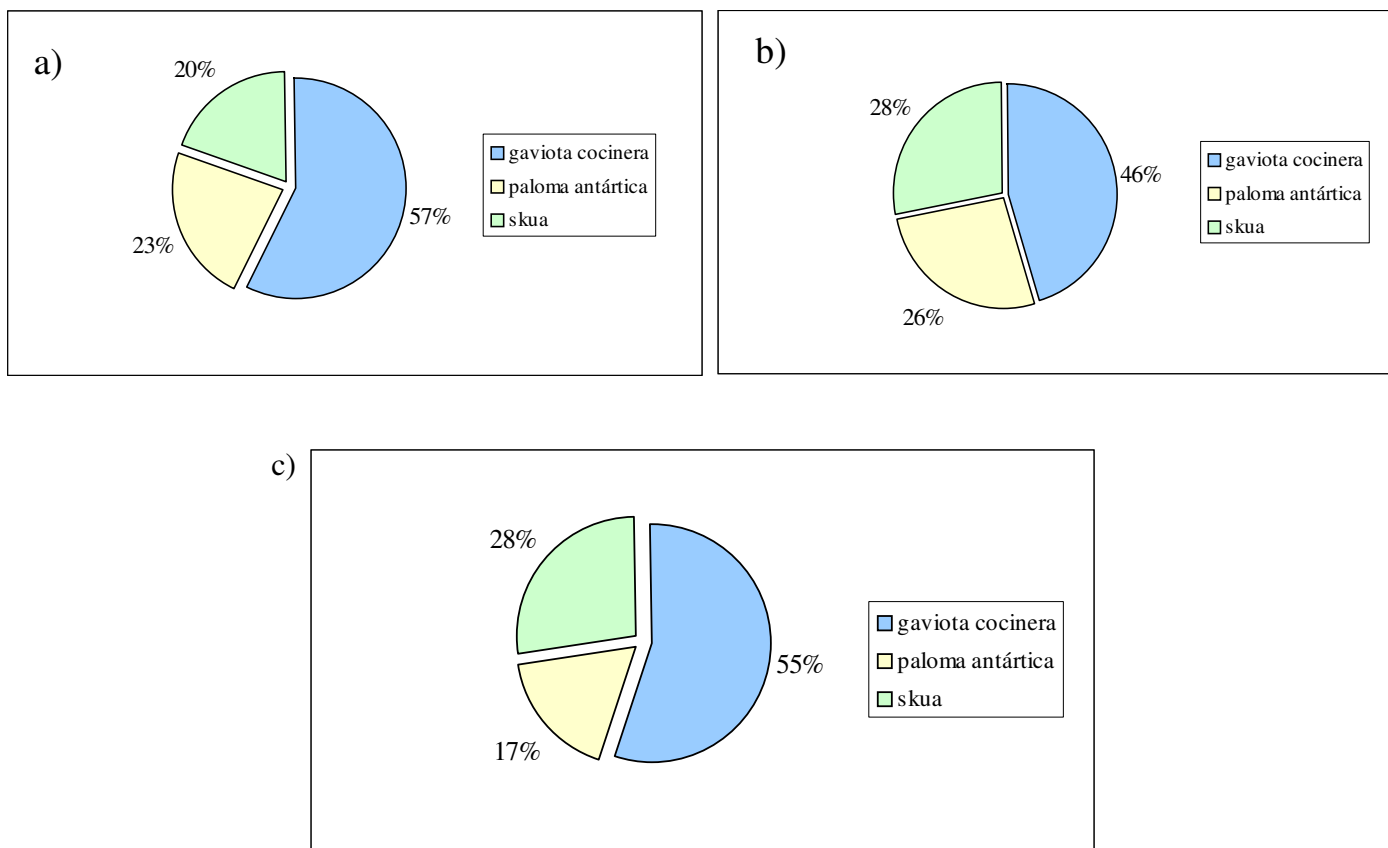 a)
20%
57%
23%
gaviota cocinera
paloma antártica
skua
b)
28%
46%
26%
gaviota cocinera
paloma antártica
skua
c)
28%
55%
17%
gaviota cocinera
paloma antártica
skua